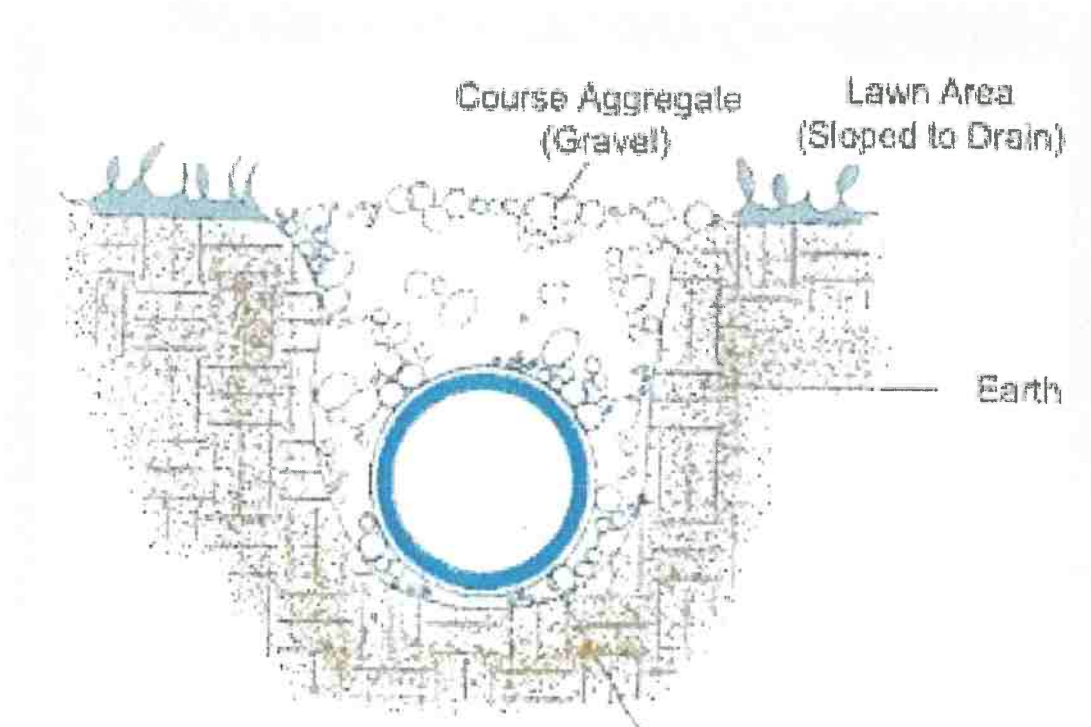 Course Aggregate
(Gravel)
Lawn Area
(Sloped to Drain)
Earth